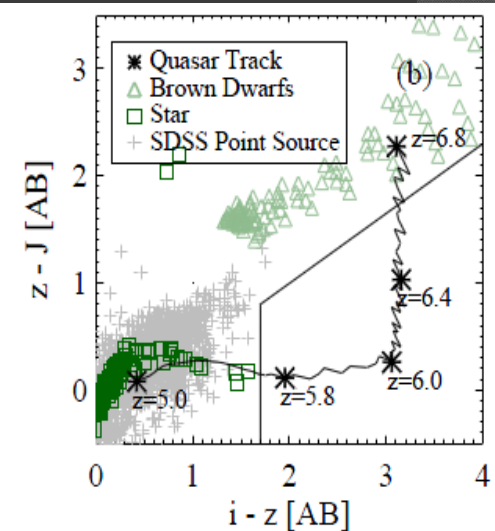 3
2
1
0
z - J [AB]
Quasar Track
Brown Dwarfs
Star
SDSS Point Source
(b)
z=6.8
z=6.4
z=6.0
z=5.8
z=5.0
0 1 2 3 4
i - z [AB]